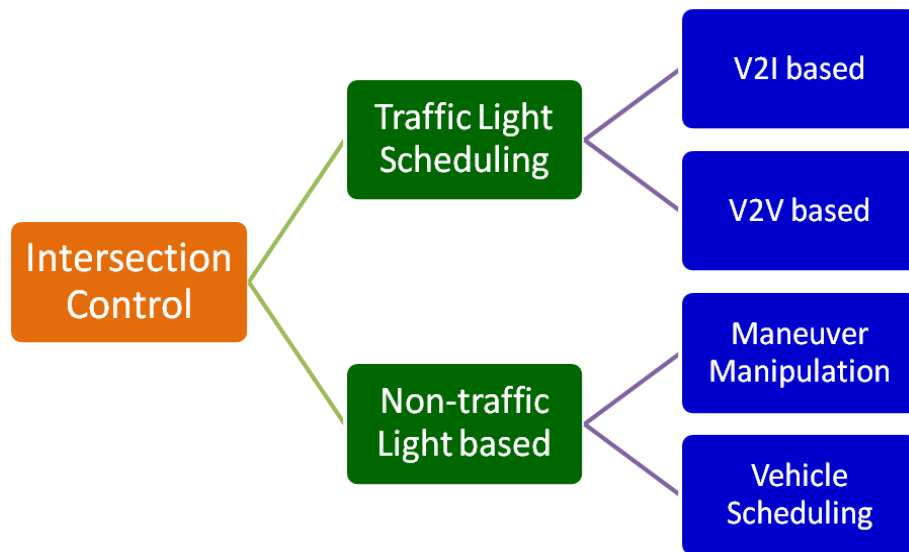 Intersection
Control
Traffic Light
Scheduling
Non-traffic
Light based
V2I based
V2V based
Maneuver
Manipulation
Vehicle
Scheduling